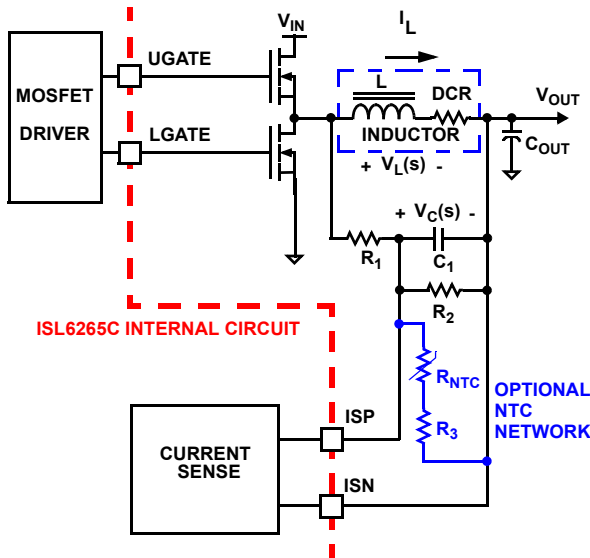 V_IN
I_L
UGATE
MOSFET
DRIVER
L
DCR
V_OUT
LGATE
INDUCTOR
C_OUT
+ V_L(s) -
+ V_C(s) -
R_1
C_1
R_2
ISL6265C INTERNAL CIRCUIT
R_NTC
OPTIONAL
NTC
NETWORK
R_3
ISP
CURRENT
SENSE
ISN